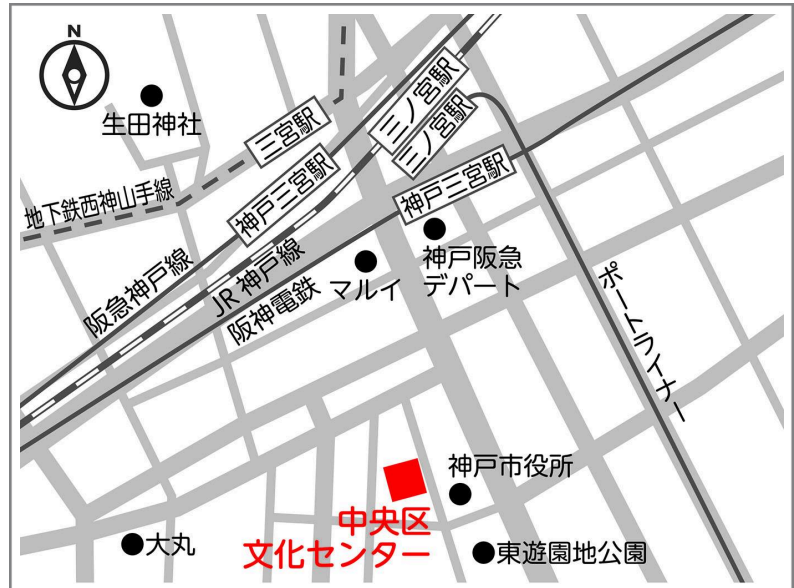 N
生田神社
三宮駅
三ノ宮駅
三ノ宮駅
神戸三宮駅
神戸三宮駅
地下鉄西神山手線
阪急神戸線
JR 神戸線
阪神電鉄
マルイ
神戸阪急
デパート
ポートライナー
神戸市役所
中央区
文化センター
大丸
東遊園地公園